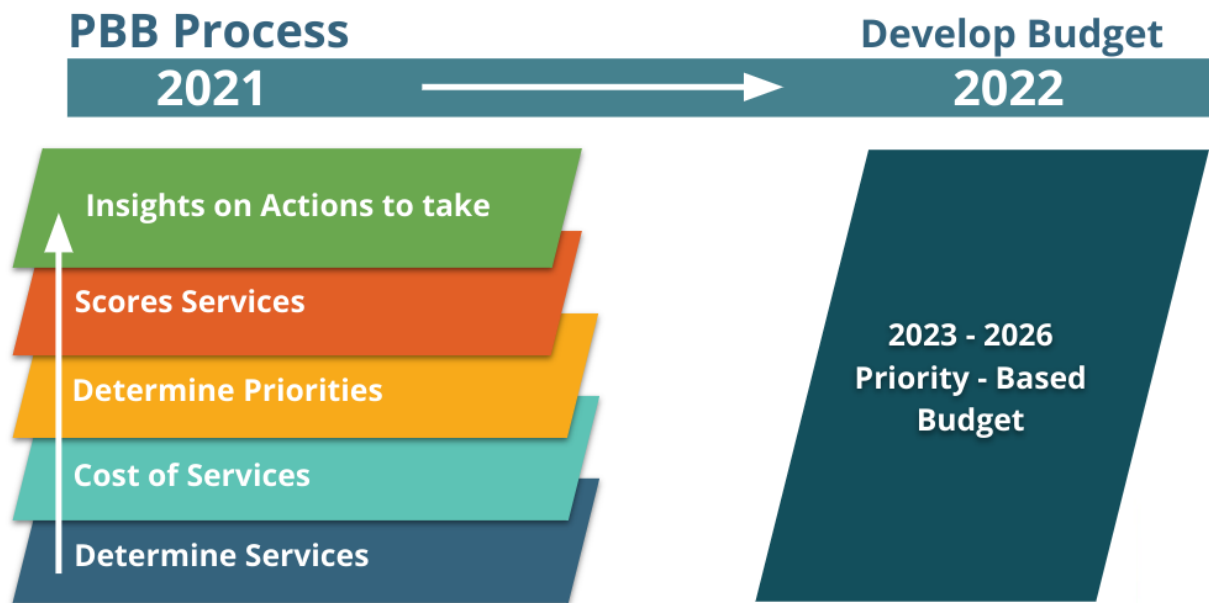 PBB Process
Develop Budget
2021
2022
Insights on Actions to take
Scores Services
Determine Priorities
Cost of Services
Determine Services
2023 - 2026
Priority - Based
Budget